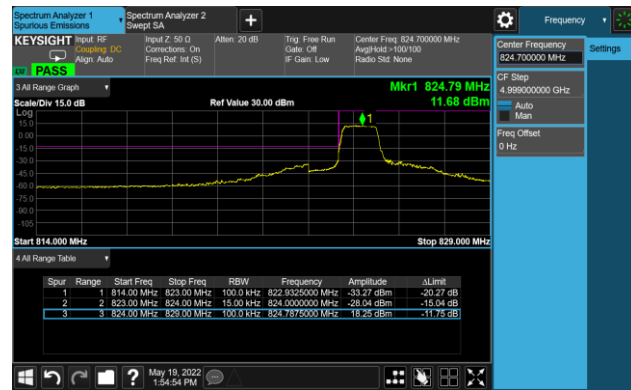 Spectrum Analyzer 1
Spurious Emissions
Spectrum Analyzer 2
Swept SA
Frequency
KEYSIGHT
Input: RF
Coupling: DC
Align: Auto
Input Z: 50 Ω
Corrections: On
Freq Ref: Int (S)
Atten: 20 dB
Trig: Free Run
Gate: Off
IF Gain: Low
Center Freq: 824.700000 MHz
Avg|Hold:>100/100
Radio Std: None
PASS
Center Frequency
824.700000 MHz
Settings
CF Step
4.999000000 GHz
Auto
Man
Freq Offset
0 Hz
3 All Range Graph
Mkr1 824.79 MHz
Scale/Div 15.0 dB
Ref Value 30.00 dBm
11.68 dBm
Log
1
15.0
0.00
-15.0
-30.0
-45.0
-60.0
-75.0
-90.0
-105
Start 814.000 MHz
Stop 829.000 MHz
4 All Range Table
Spur Range Start Freq Stop Freq RBW Frequency Amplitude ΔLimit
1 1 814.00 MHz 823.00 MHz 100.0 kHz 822.9325000 MHz -33.27 dBm -20.27 dB
2 2 823.00 MHz 824.00 MHz 15.00 kHz 824.0000000 MHz -28.04 dBm -15.04 dB
3 3 824.00 MHz 829.00 MHz 100.0 kHz 824.7875000 MHz 18.25 dBm -11.75 dB
May 19, 2022
1:54:54 PM